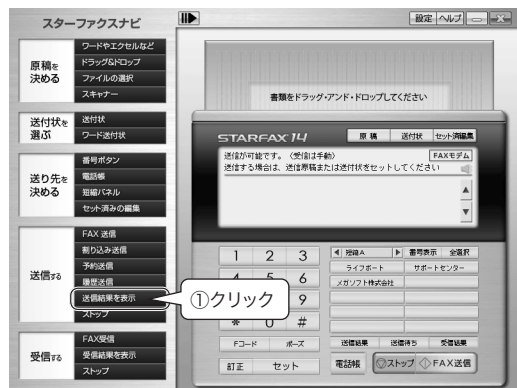 スターファクスナビ
設定 ヘルプ
原稿を
決める
ワードやエクセルなど
ドラッグ&ドロップ
ファイルの選択
スキャナー
送付状を
選ぶ
送付状
ワード送付状
送り先を
決める
番号ボタン
電話帳
短縮パネル
セット済みの編集
送信する
FAX 送信
割り込み送信
予約送信
履歴送信
送信結果を表示
ストップ
受信する
FAX受信
受信結果を表示
ストップ
書類をドラッグ・アンド・ドロップしてください
STARFAX 14
原 稿 送付状 セット済編集
送信が可能です。 (受信は手動)
送信する場合は、送信原稿または送付状をセットしてください
FAXモデム
1 2 3
6
9
* 0 #
Fコード ポーズ
訂正 セット
短縮A 番号表示 全選択
ライフボート サポートセンター
メガソフト株式会社
送信結果 送信待ち 受信結果
電話帳 ストップ FAX送信
①クリック